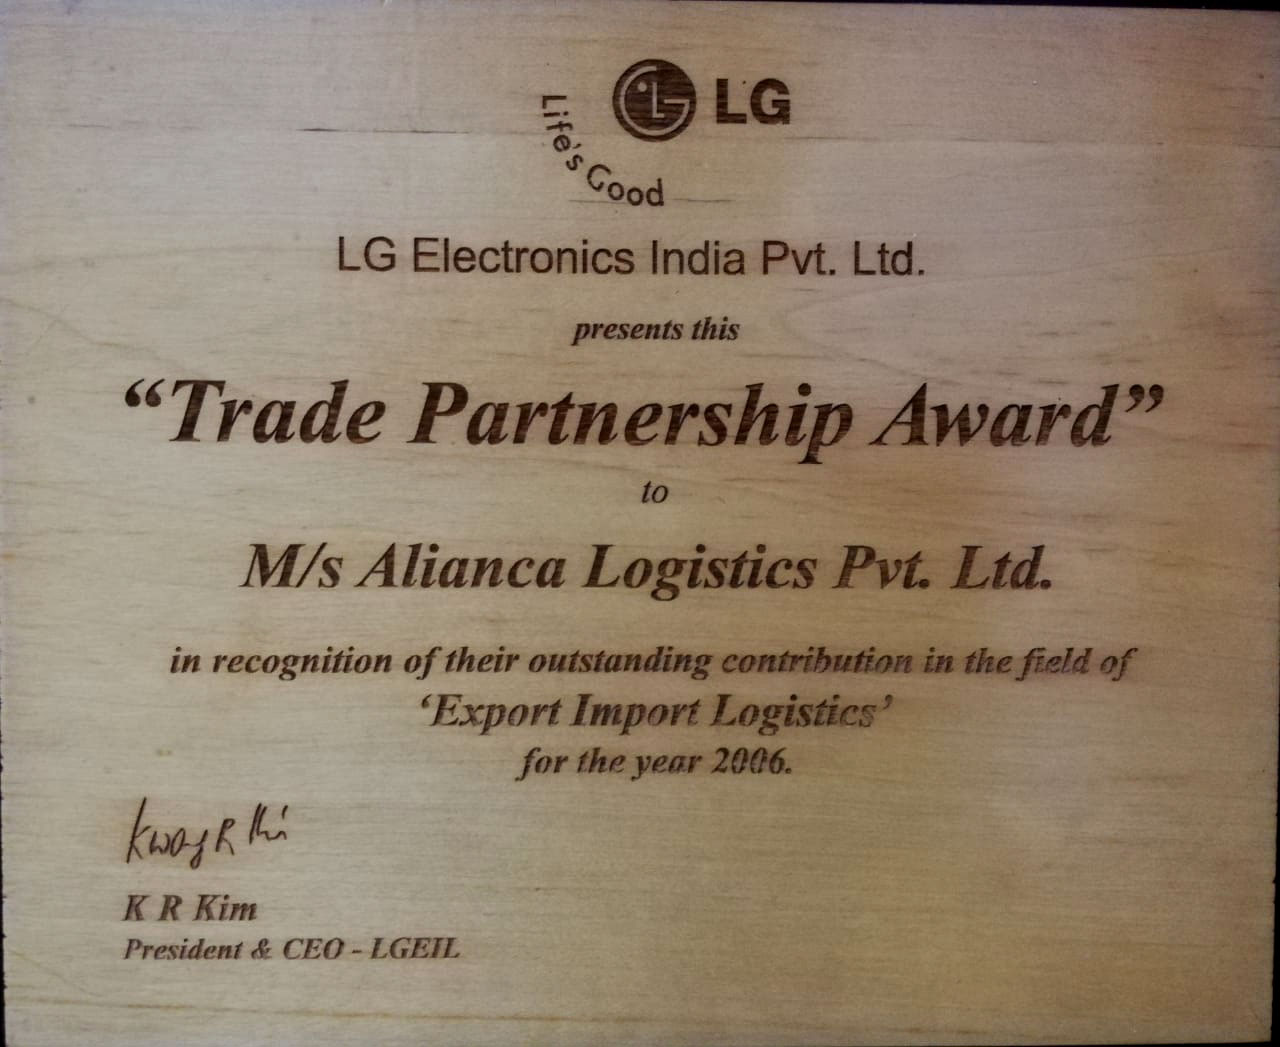 LG
Life's Good
LG Electronics India Pvt. Ltd.
presents this
“Trade Partnership Award”
to
M/s Alianca Logistics Pvt. Ltd.
in recognition of their outstanding contribution in the field of
‘Export Import Logistics’
for the year 2006.
K R Kim
President & CEO - LGEIL